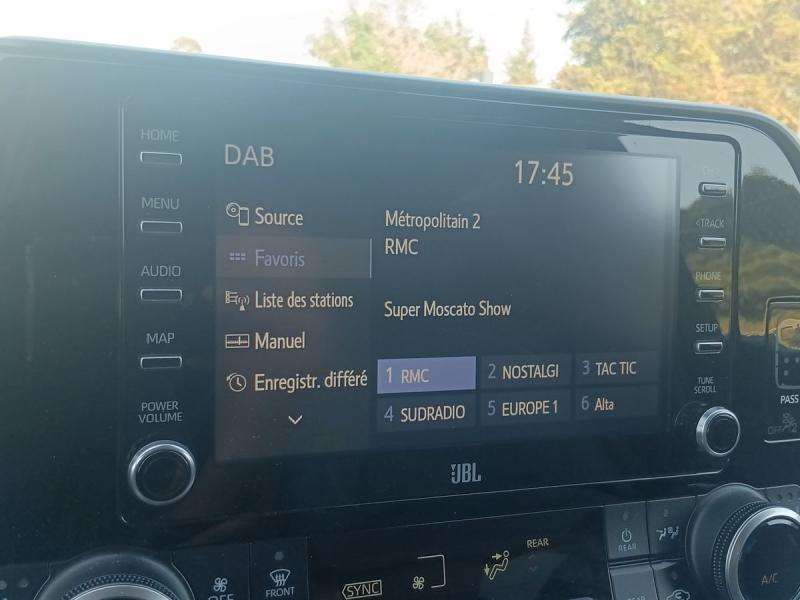 HOME
MENU
AUDIO
MAP
POWER
VOLUME
DAB
17:45
Source
Favoris
Liste des stations
Manuel
Enregistr. différé
Métropolitain 2
RMC
Super Moscato Show
1 RMC
2 NOSTALGI
3 TAC TIC
4 SUDRADIO
5 EUROPE 1
6 Alta
<TRACK
PHONE
SETUP
TUNE
SCROLL
JBL
PASS
OFF
FRONT
SYNC
REAR
REAR
A/C